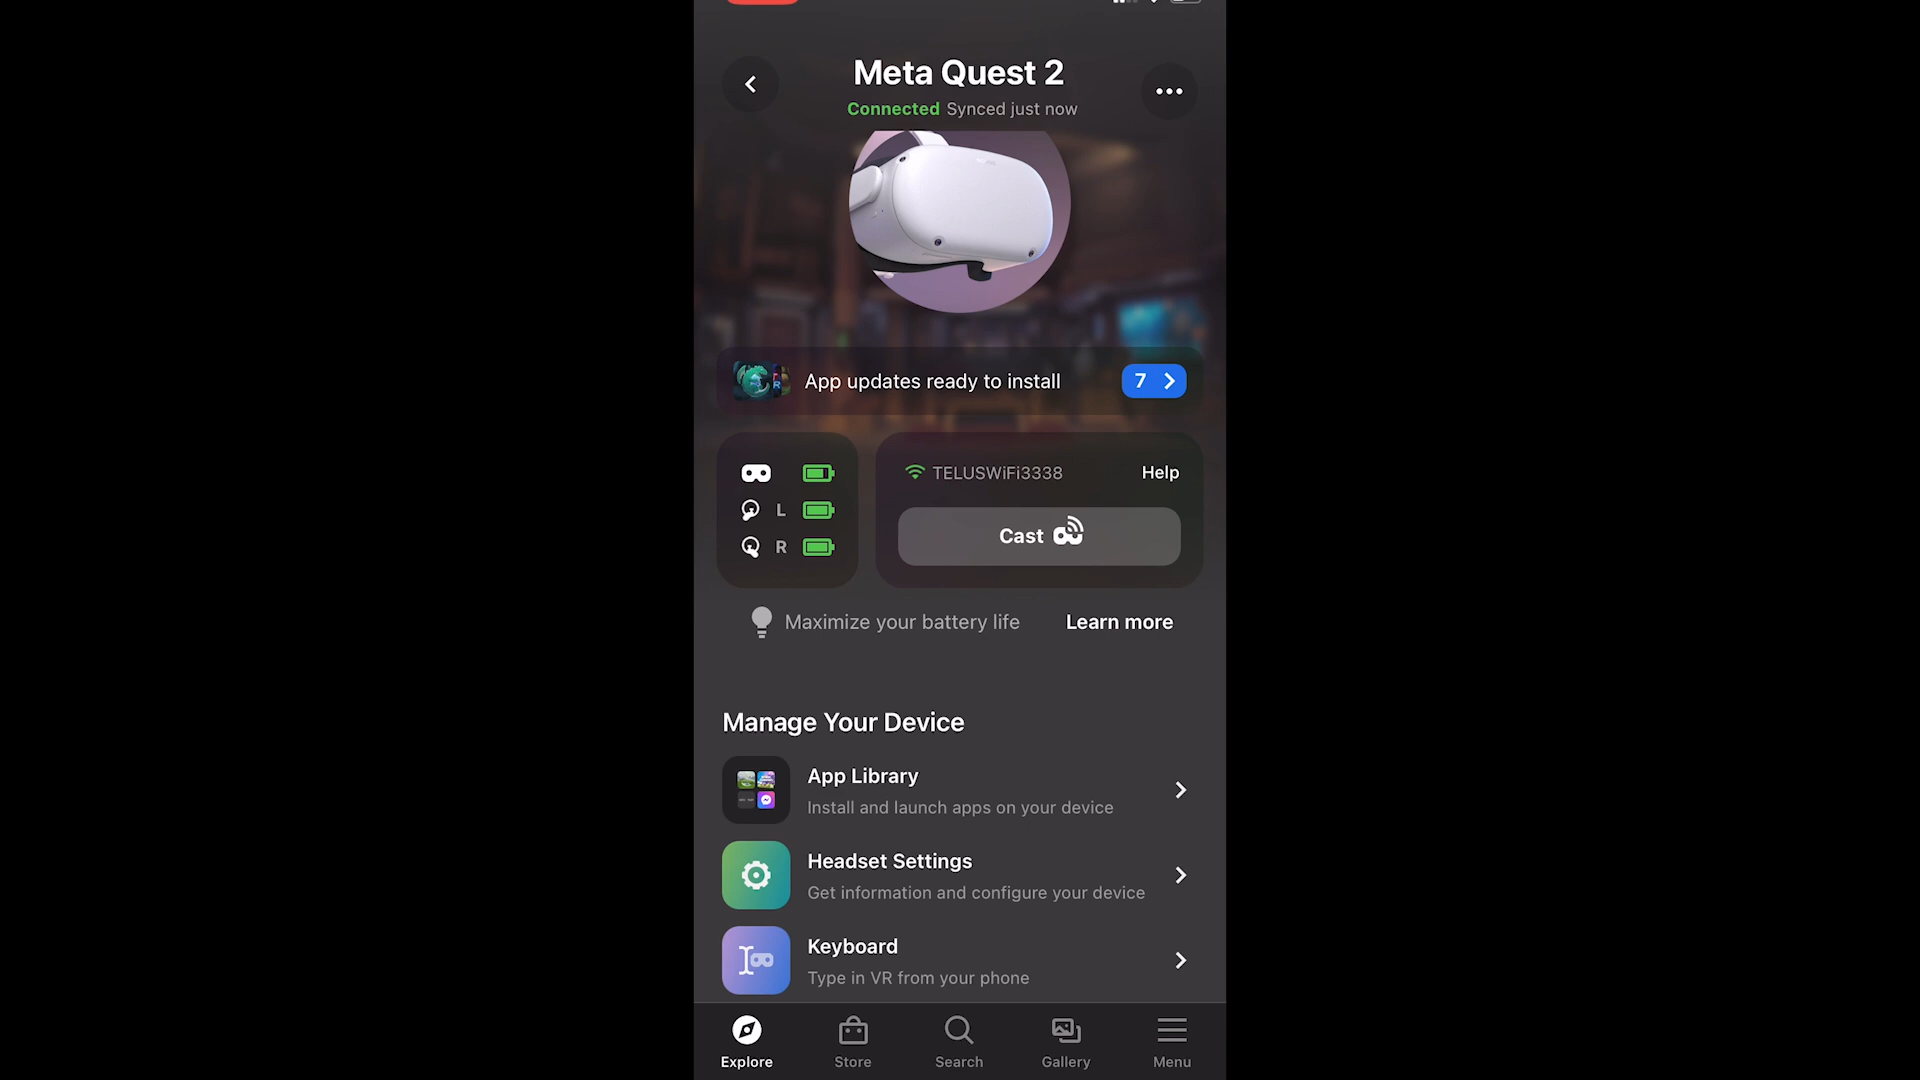 Meta Quest 2
Connected Synced just now
App updates ready to install
7
TELUSWiFi3338
Help
L
R
Cast
Maximize your battery life
Learn more
Manage Your Device
App Library
Install and launch apps on your device
Headset Settings
Get information and configure your device
Keyboard
Type in VR from your phone
Explore
Store
Search
Gallery
Menu